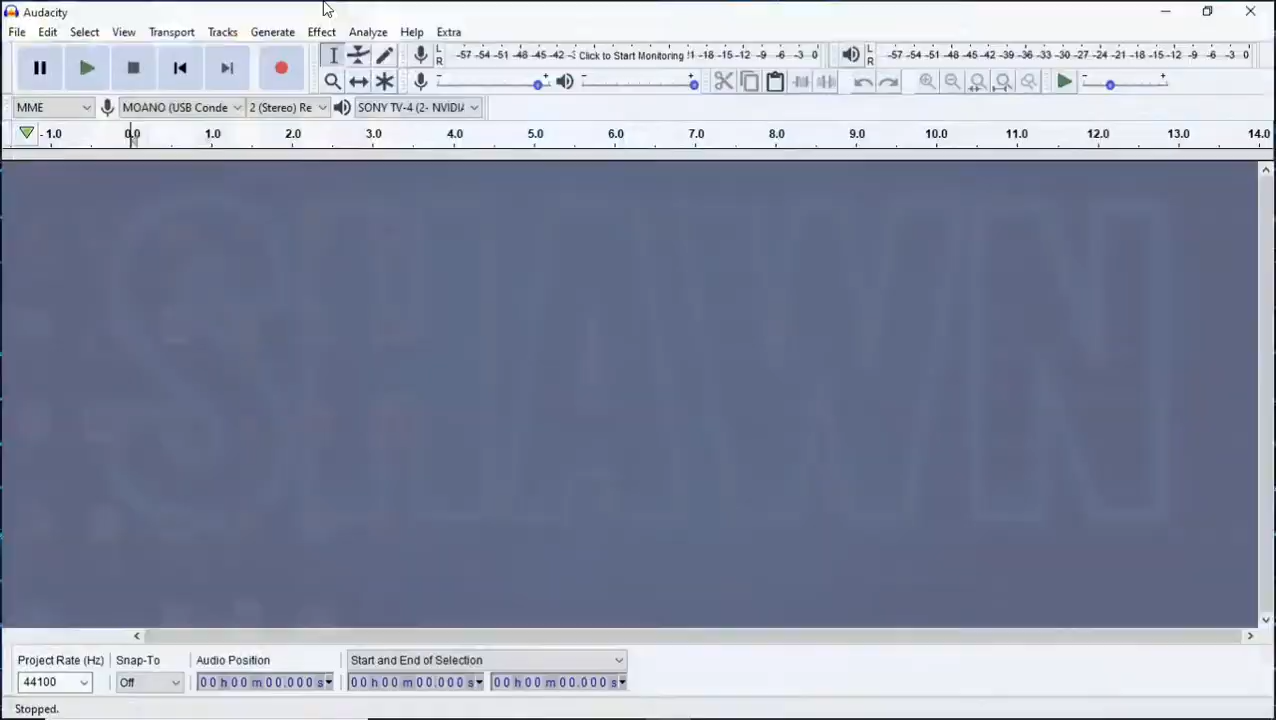 Audacity
File Edit Select View Transport Tracks Generate Effect Analyze Help Extra
L R -57 -54 -51 -48 -45 -42 -3 Click to Start Monitoring !1 -18 -15 -12 -9 -6 -3 0 L R -57 -54 -51 -48 -45 -42 -39 -36 -33 -30 -27 -24 -21 -18 -15 -12 -9 -6 -3 0
- + - + - +
MME MOANO (USB Conde 2 (Stereo) Re SONY TV-4 (2- NVIDIA
- 1.0 0.0 1.0 2.0 3.0 4.0 5.0 6.0 7.0 8.0 9.0 10.0 11.0 12.0 13.0 14.0
SPAWN
Project Rate (Hz) Snap-To Audio Position Start and End of Selection
44100 Off 00 h 00 m 00.000 s 00 h 00 m 00.000 s 00 h 00 m 00.000 s
Stopped.